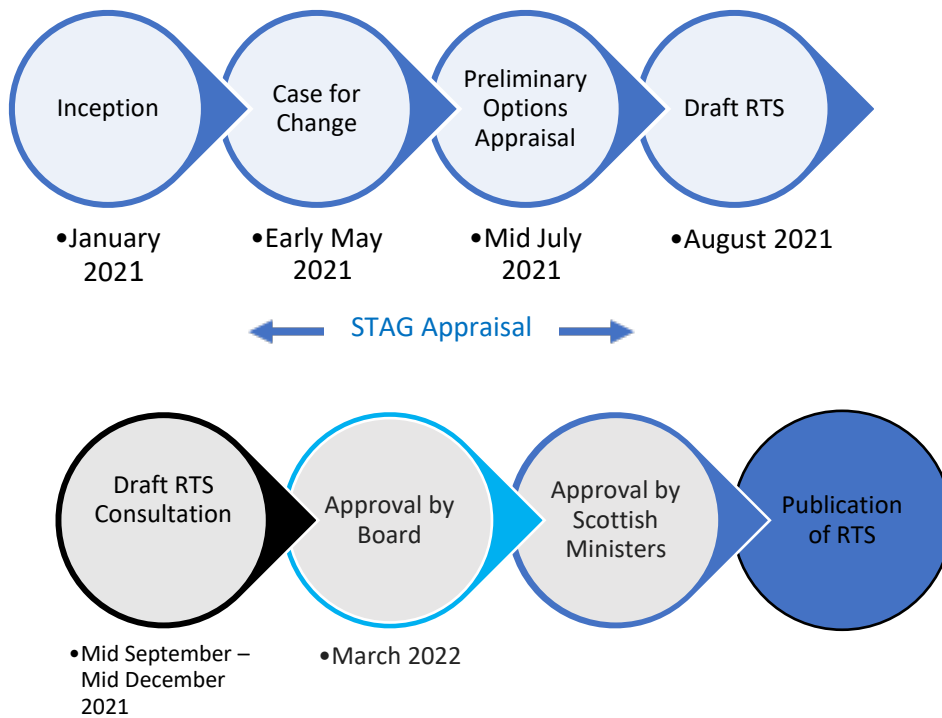 Inception
Case for
Change
Preliminary
Options
Appraisal
Draft RTS
•January
2021
•Early May
2021
•Mid July
2021
•August 2021
STAG Appraisal
Draft RTS
Consultation
Approval by
Board
Approval by
Scottish
Ministers
Publication
of RTS
•Mid September –
Mid December
2021
•March 2022